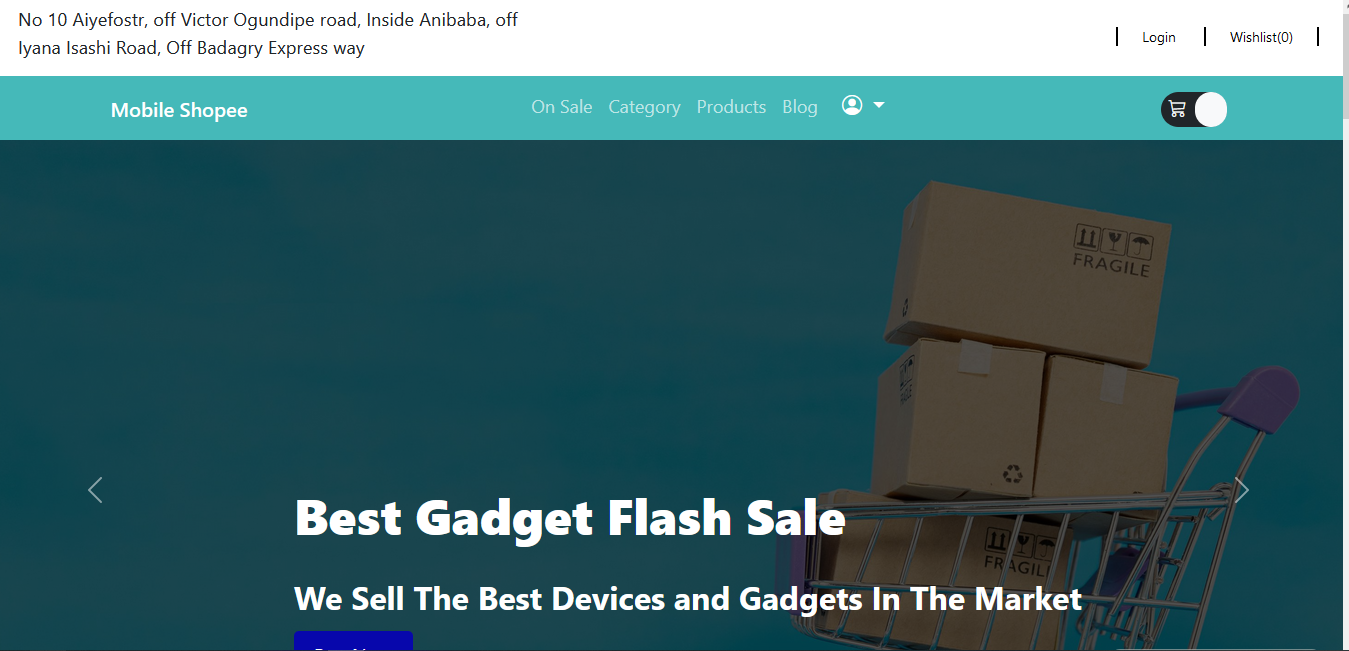 No 10 Aiyefostr, off Victor Ogundipe road, Inside Anibaba, off
Iyana Isashi Road, Off Badagry Express way
Login
Wishlist(0)
Mobile Shopee
On Sale Category Products Blog
FRAGILE
Best Gadget Flash Sale
FRAGIL
We Sell The Best Devices and Gadgets In The Market